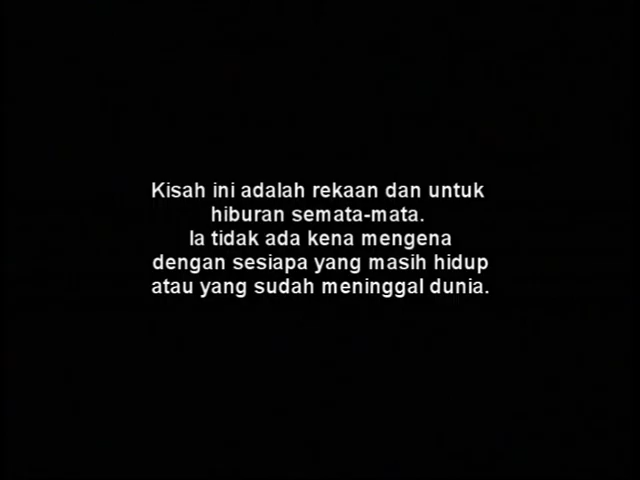 Kisah ini adalah rekaan dan untuk
hiburan semata-mata.
Ia tidak ada kena mengena
dengan sesiapa yang masih hidup
atau yang sudah meninggal dunia.